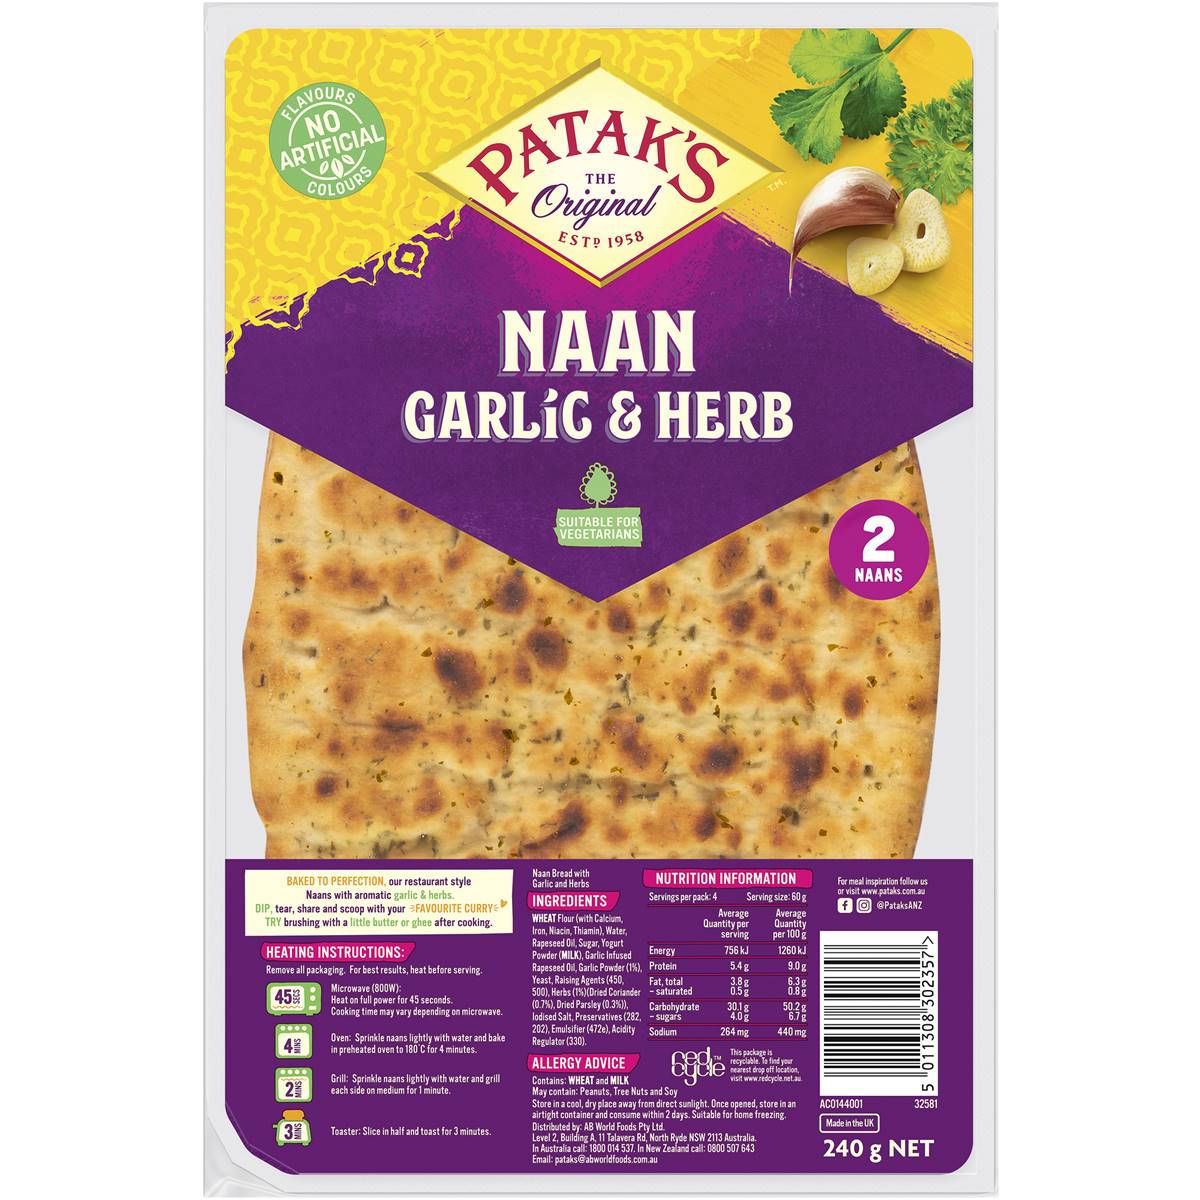 FLAVOURS
NO
ARTIFICIAL
COLOURS
PATAK'S
THE
Original
ESTD 1958
T.M.
NAAN
GARLiC & HERB
SUITABLE FOR
VEGETARIANS
2
NAANS
BAKED TO PERFECTION, our restaurant style
Naans with aromatic garlic & herbs.
DIP, tear, share and scoop with your FAVOURITE CURRY
TRY brushing with a little butter or ghee after cooking.
HEATING INSTRUCTIONS:
Remove all packaging. For best results, heat before serving.
45 SECS
Microwave (800W):
Heat on full power for 45 seconds.
Cooking time may vary depending on microwave.
4 MINS
Oven: Sprinkle naans lightly with water and bake
in preheated oven to 180°C for 4 minutes.
2 MINS
Grill: Sprinkle naans lightly with water and grill
each side on medium for 1 minute.
3 MINS
Toaster: Slice in half and toast for 3 minutes.
Naan Bread with
Garlic and Herbs
INGREDIENTS
WHEAT Flour (with Calcium,
Iron, Niacin, Thiamin), Water,
Rapeseed Oil, Sugar, Yogurt
Powder (MILK), Garlic Infused
Rapeseed Oil, Garlic Powder (1%),
Yeast, Raising Agents (450,
500), Herbs (1%)(Dried Coriander
(0.7%), Dried Parsley (0.3%)),
Iodised Salt, Preservatives (282,
202), Emulsifier (472e), Acidity
Regulator (330).
ALLERGY ADVICE
Contains: WHEAT and MILK
May contain: Peanuts, Tree Nuts and Soy
Store in a cool, dry place away from direct sunlight. Once opened, store in an
airtight container and consume within 2 days. Suitable for home freezing.
Distributed by: AB World Foods Pty Ltd.
Level 2, Building A, 11 Talavera Rd, North Ryde NSW 2113 Australia.
In Australia call: 1800 014 537. In New Zealand call: 0800 507 643
Email: pataks@abworldfoods.com.au
NUTRITION INFORMATION
Servings per pack: 4 Serving size: 60 g
Average Quantity per serving Average Quantity per 100 g
Energy 756 kJ 1260 kJ
Protein 5.4 g 9.0 g
Fat, total 3.8 g 6.3 g
- saturated 0.5 g 0.8 g
Carbohydrate 30.1 g 50.2 g
- sugars 4.0 g 6.7 g
Sodium 264 mg 440 mg
red cycle TM
This package is
recyclable. To find your
nearest drop off location,
visit www.redcycle.net.au.
For meal inspiration follow us
or visit www.pataks.com.au
@PataksANZ
5 011308 302357 >
AC0144001 32581
Made in the UK
240 g NET